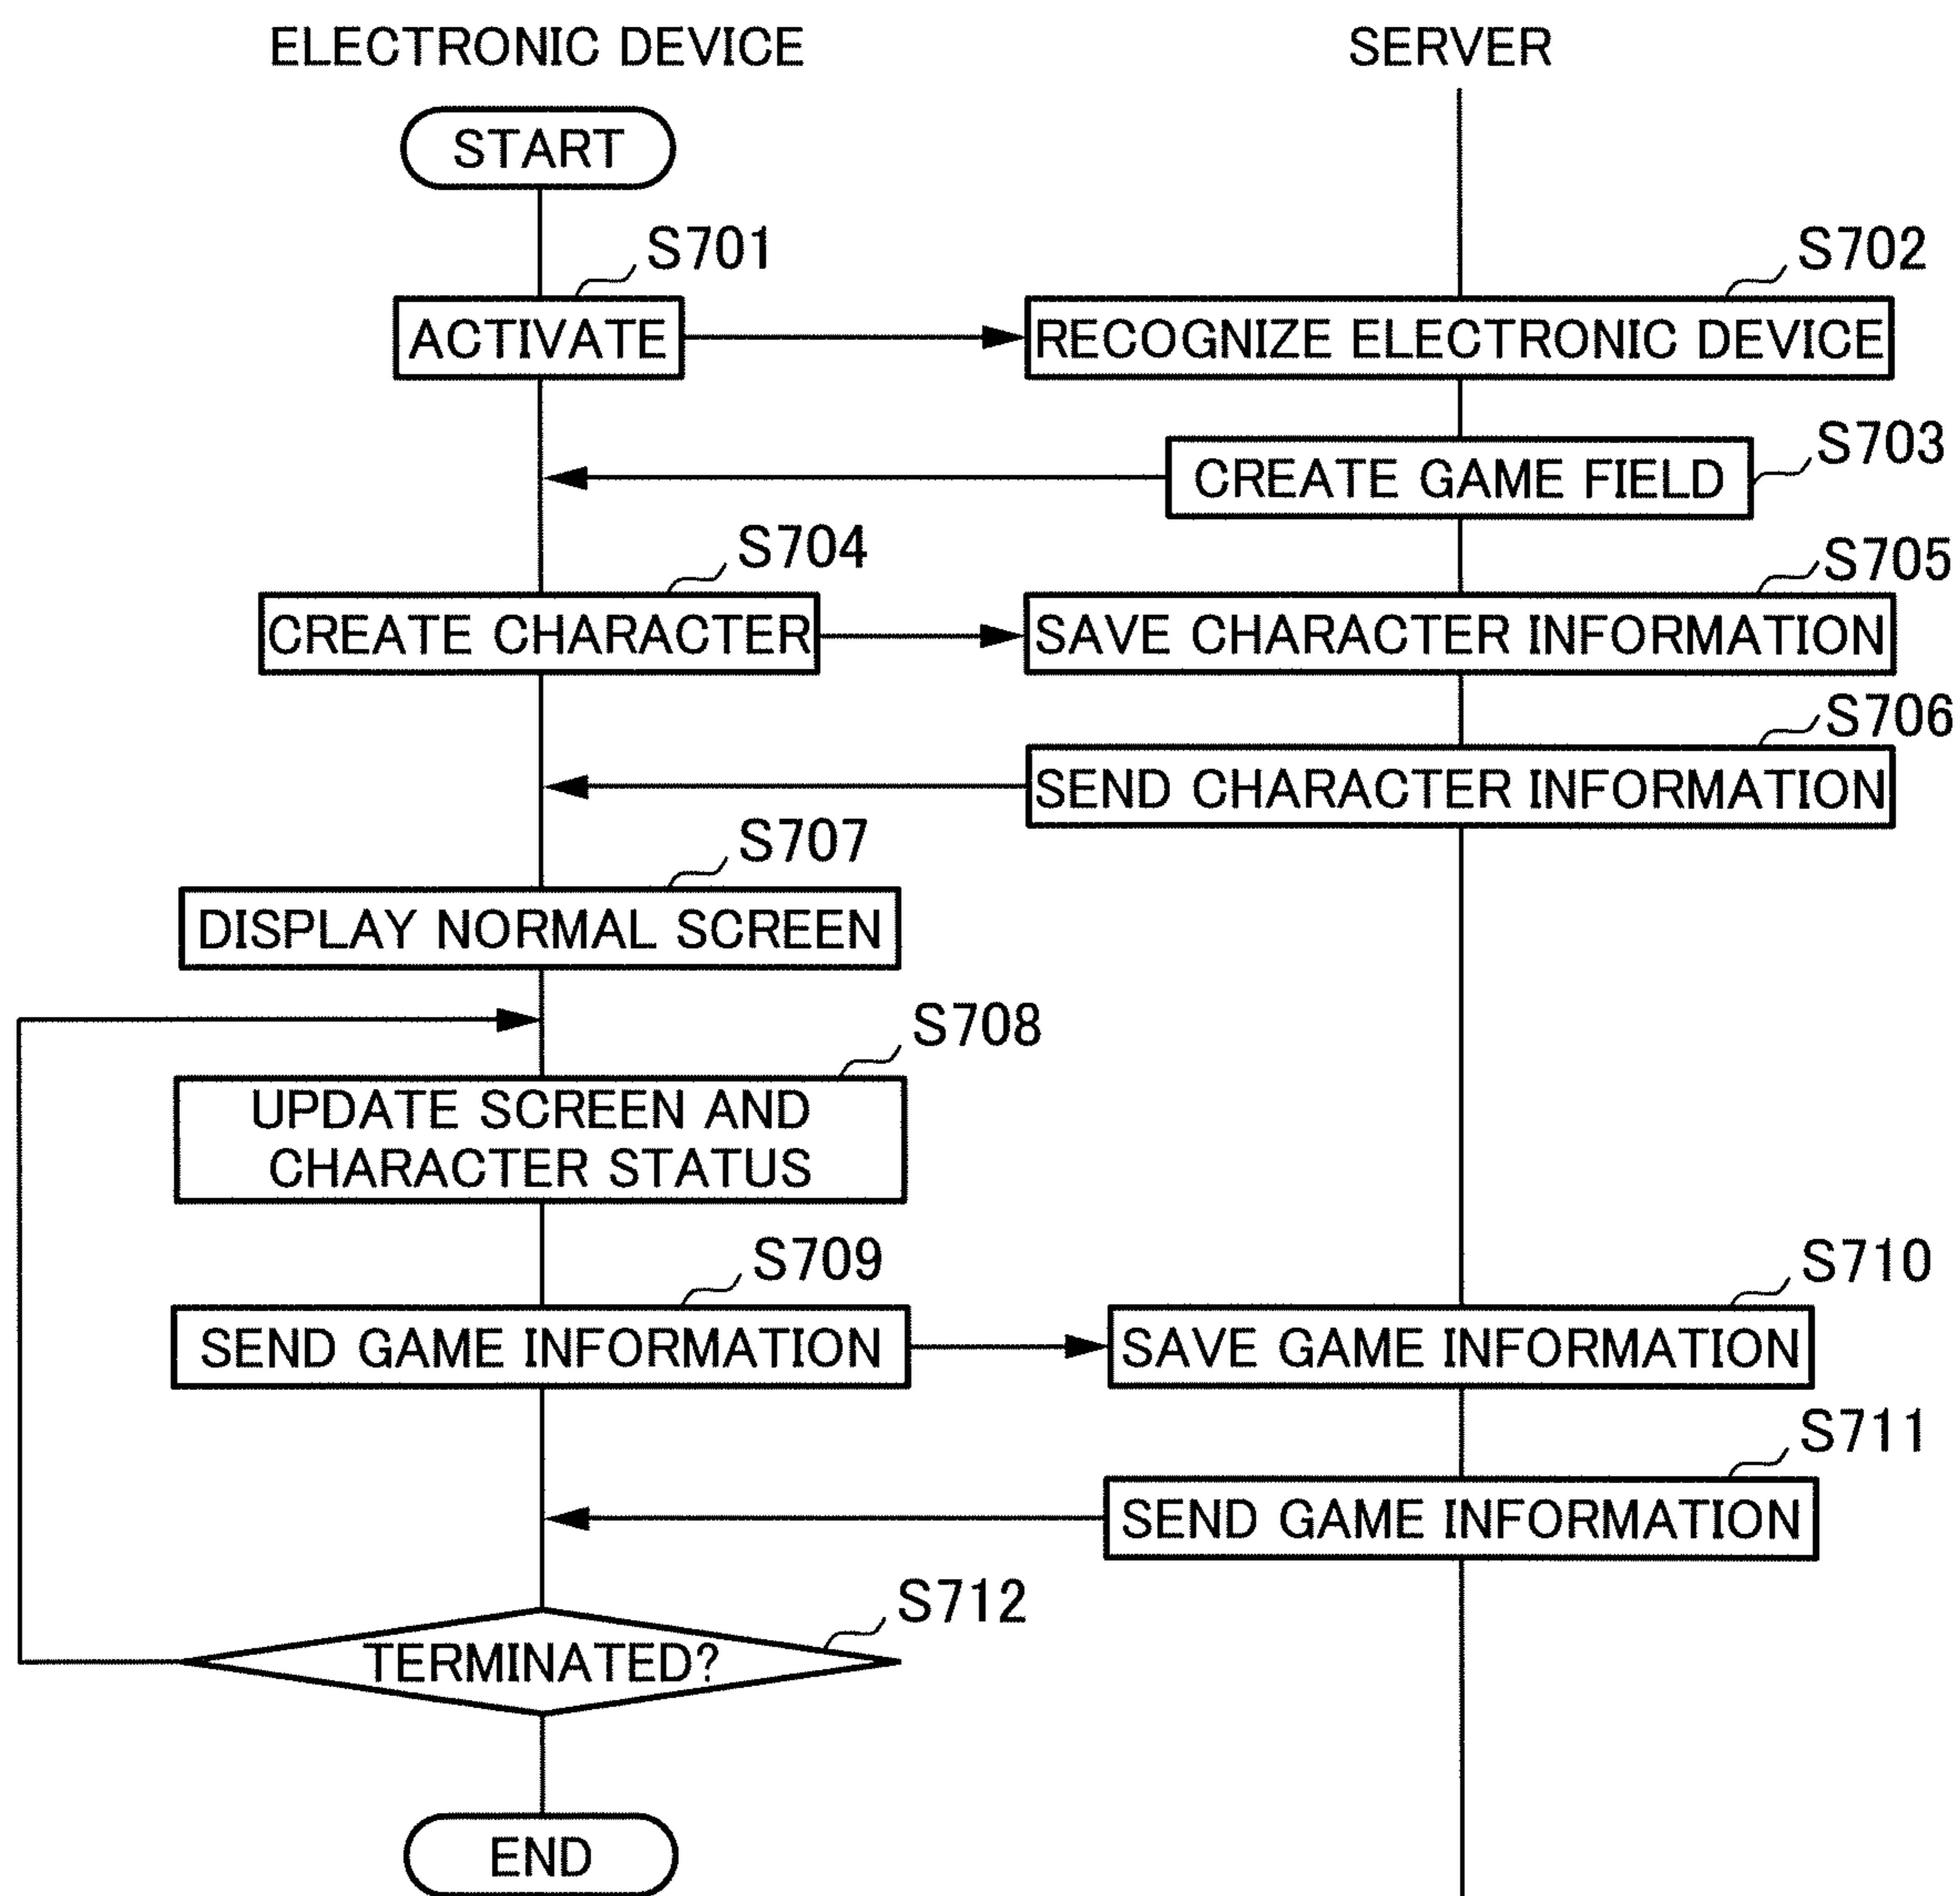 ELECTRONIC DEVICE
SERVER
START
S701
S702
ACTIVATE
RECOGNIZE ELECTRONIC DEVICE
S703
CREATE GAME FIELD
S704
S705
CREATE CHARACTER
SAVE CHARACTER INFORMATION
S706
SEND CHARACTER INFORMATION
S707
DISPLAY NORMAL SCREEN
S708
UPDATE SCREEN AND
CHARACTER STATUS
S709
S710
SEND GAME INFORMATION
SAVE GAME INFORMATION
S711
SEND GAME INFORMATION
S712
TERMINATED?
END